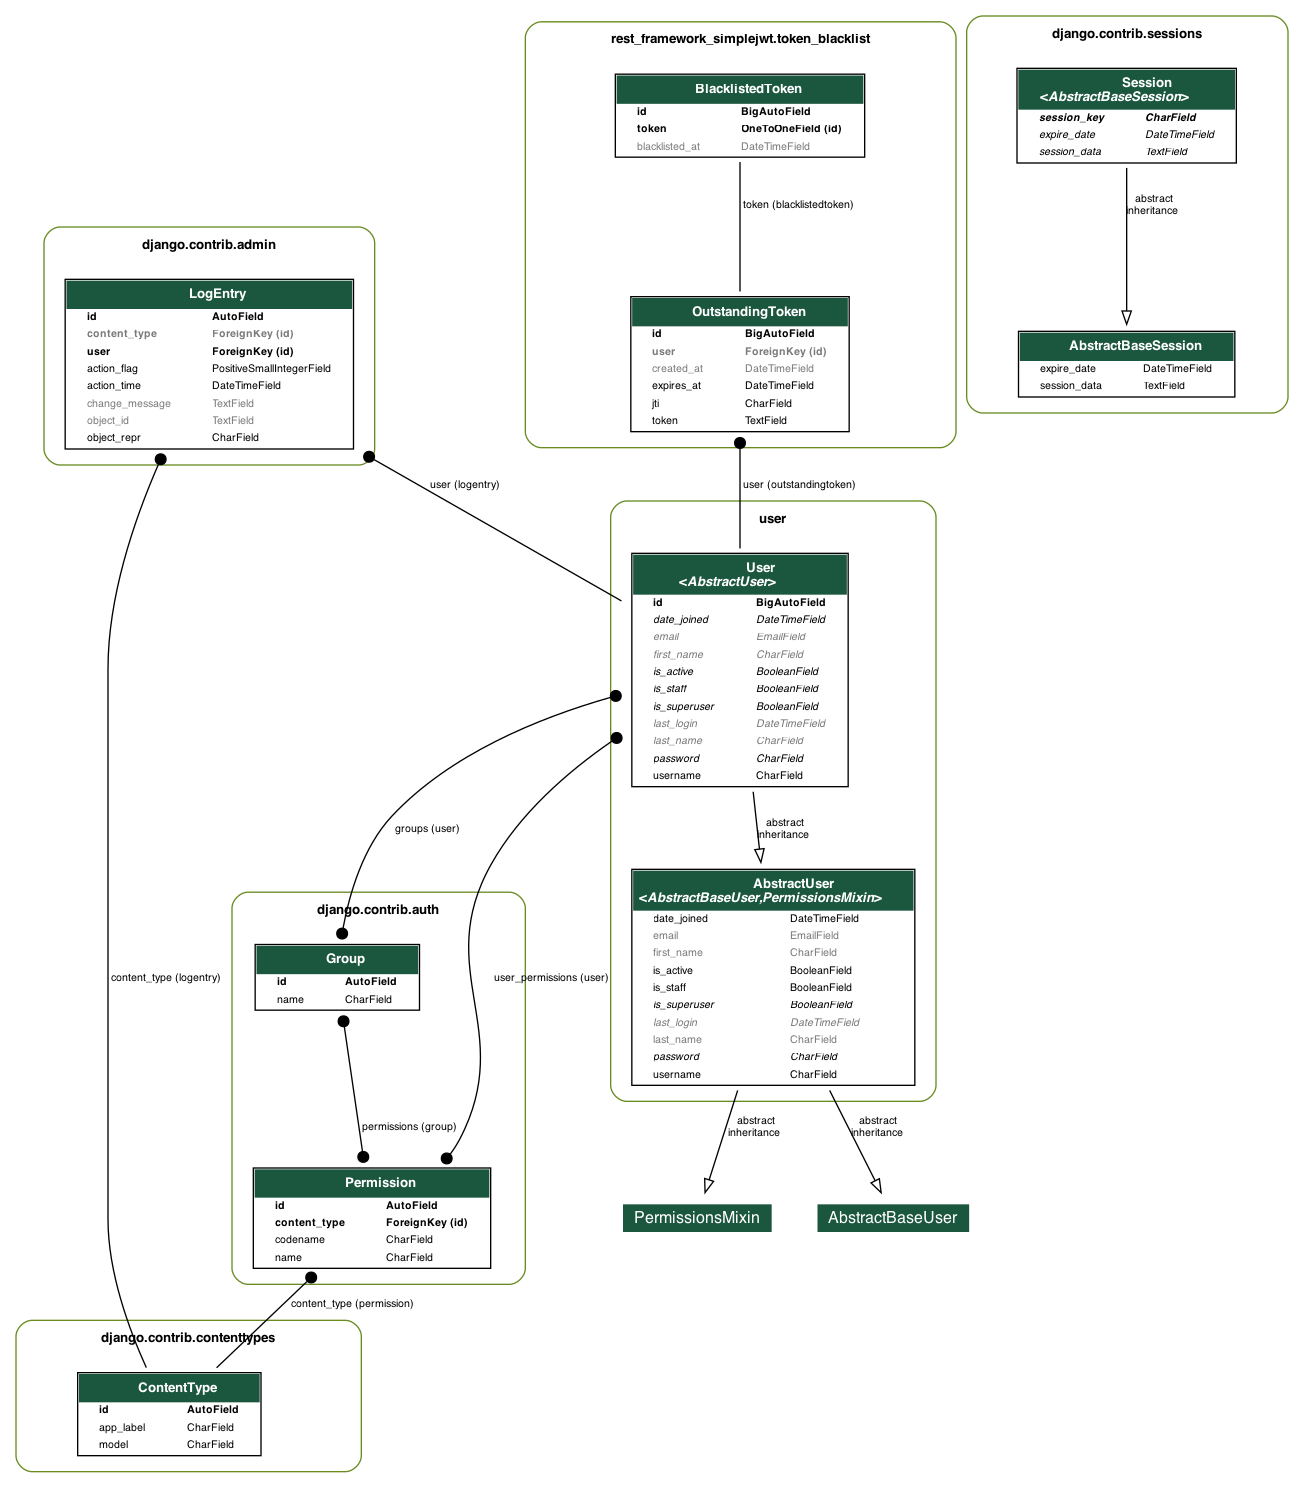 rest_framework_simplejwt.token_blacklist
BlacklistedToken
id BigAutoField
token OneToOneField (id)
blacklisted_at DateTimeField
token (blacklistedtoken)
OutstandingToken
id BigAutoField
user ForeignKey (id)
created_at DateTimeField
expires_at DateTimeField
jti CharField
token TextField
user (outstandingtoken)
django.contrib.sessions
Session
<AbstractBaseSession>
session_key CharField
expire_date DateTimeField
session_data TextField
abstract
inheritance
AbstractBaseSession
expire_date DateTimeField
session_data TextField
django.contrib.admin
LogEntry
id AutoField
content_type ForeignKey (id)
user ForeignKey (id)
action_flag PositiveSmallIntegerField
action_time DateTimeField
change_message TextField
object_id TextField
object_repr CharField
user (logentry)
user
User
<AbstractUser>
id BigAutoField
date_joined DateTimeField
email EmailField
first_name CharField
is_active BooleanField
is_staff BooleanField
is_superuser BooleanField
last_login DateTimeField
last_name CharField
password CharField
username CharField
abstract
inheritance
AbstractUser
<AbstractBaseUser,PermissionsMixin>
date_joined DateTimeField
email EmailField
first_name CharField
is_active BooleanField
is_staff BooleanField
is_superuser BooleanField
last_login DateTimeField
last_name CharField
password CharField
username CharField
abstract
inheritance
abstract
inheritance
PermissionsMixin
AbstractBaseUser
groups (user)
user_permissions (user)
content_type (logentry)
django.contrib.auth
Group
id AutoField
name CharField
permissions (group)
Permission
id AutoField
content_type ForeignKey (id)
codename CharField
name CharField
content_type (permission)
django.contrib.contenttypes
ContentType
id AutoField
app_label CharField
model CharField